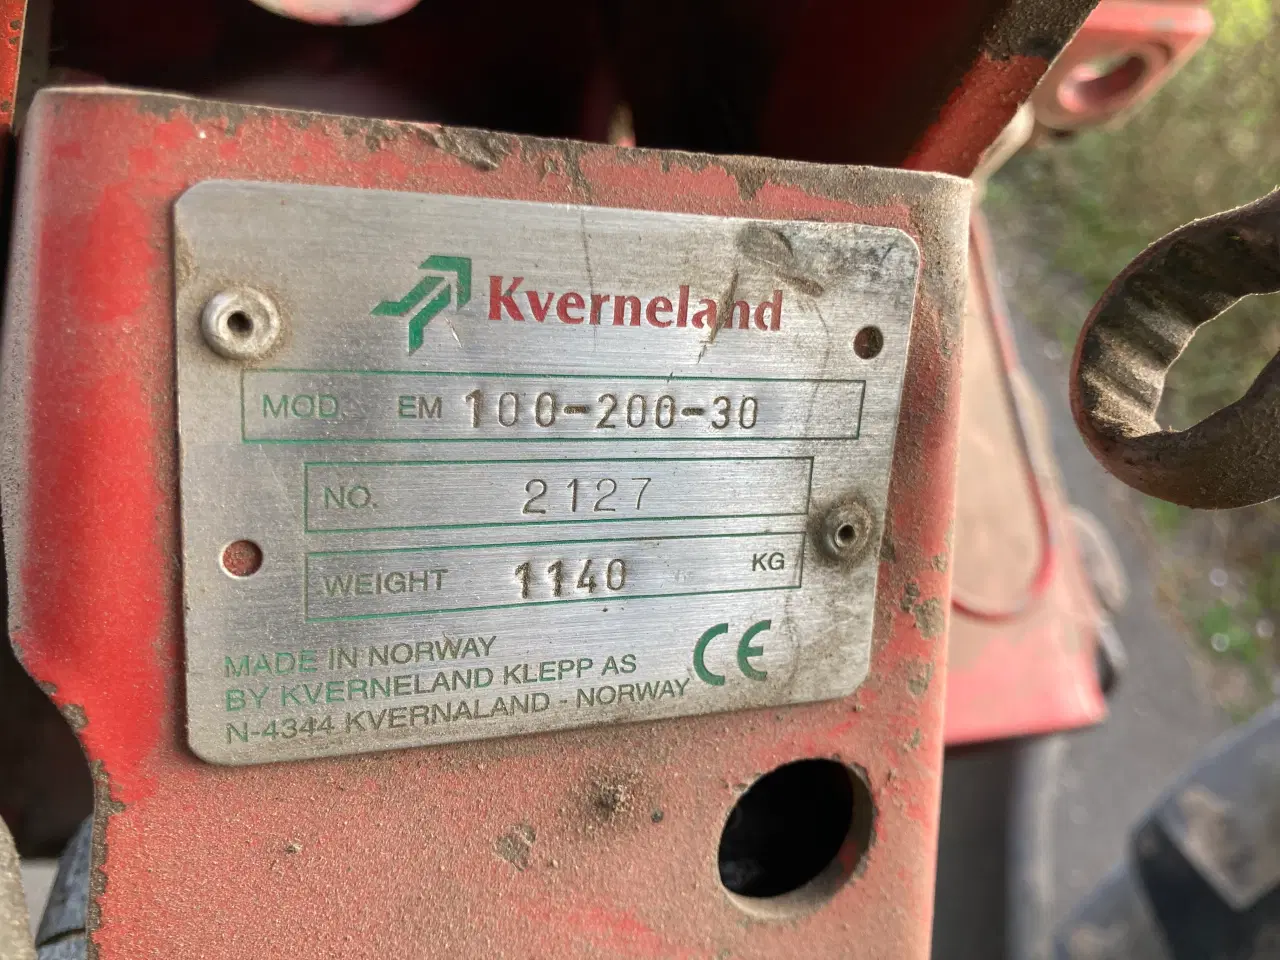 Kverneland
MOD. EM 100-200-30
NO. 2127
WEIGHT 1140 KG
MADE IN NORWAY
BY KVERNELAND KLEPP AS
N-4344 KVERNALAND - NORWAY
CE